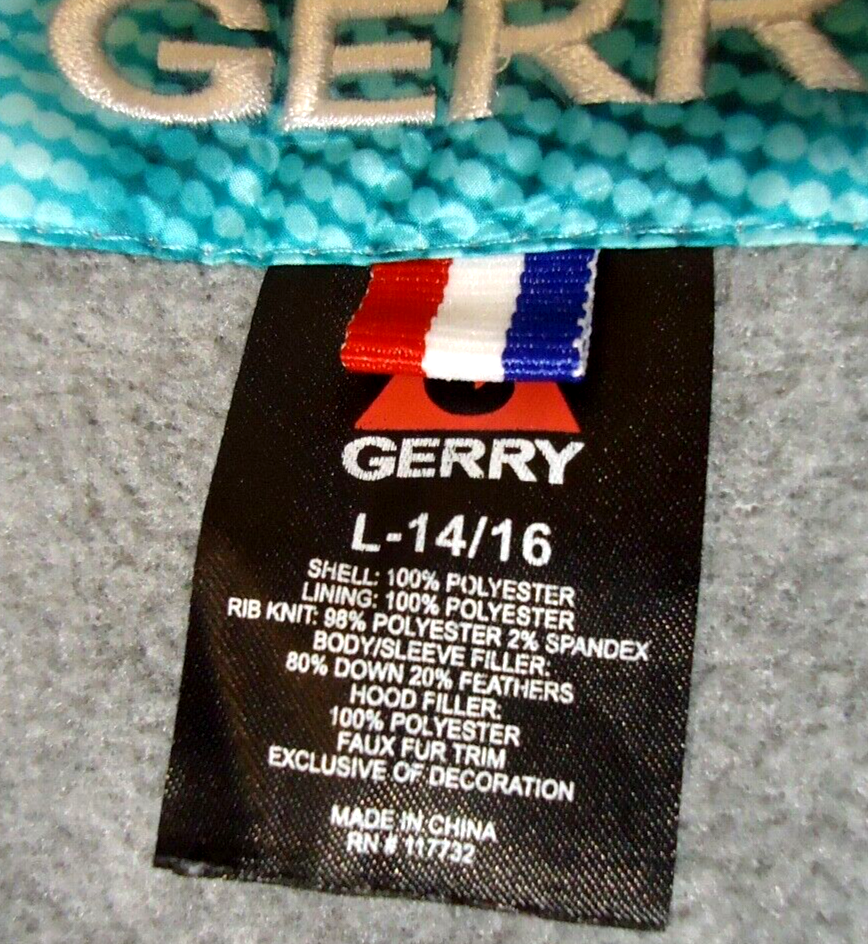 GERR
GERRY
L-14/16
SHELL: 100% POLYESTER
LINING: 100% POLYESTER
RIB KNIT: 98% POLYESTER 2% SPANDEX
BODY/SLEEVE FILLER:
80% DOWN 20% FEATHERS
HOOD FILLER:
100% POLYESTER
FAUX FUR TRIM
EXCLUSIVE OF DECORATION
MADE IN CHINA
RN # 117732